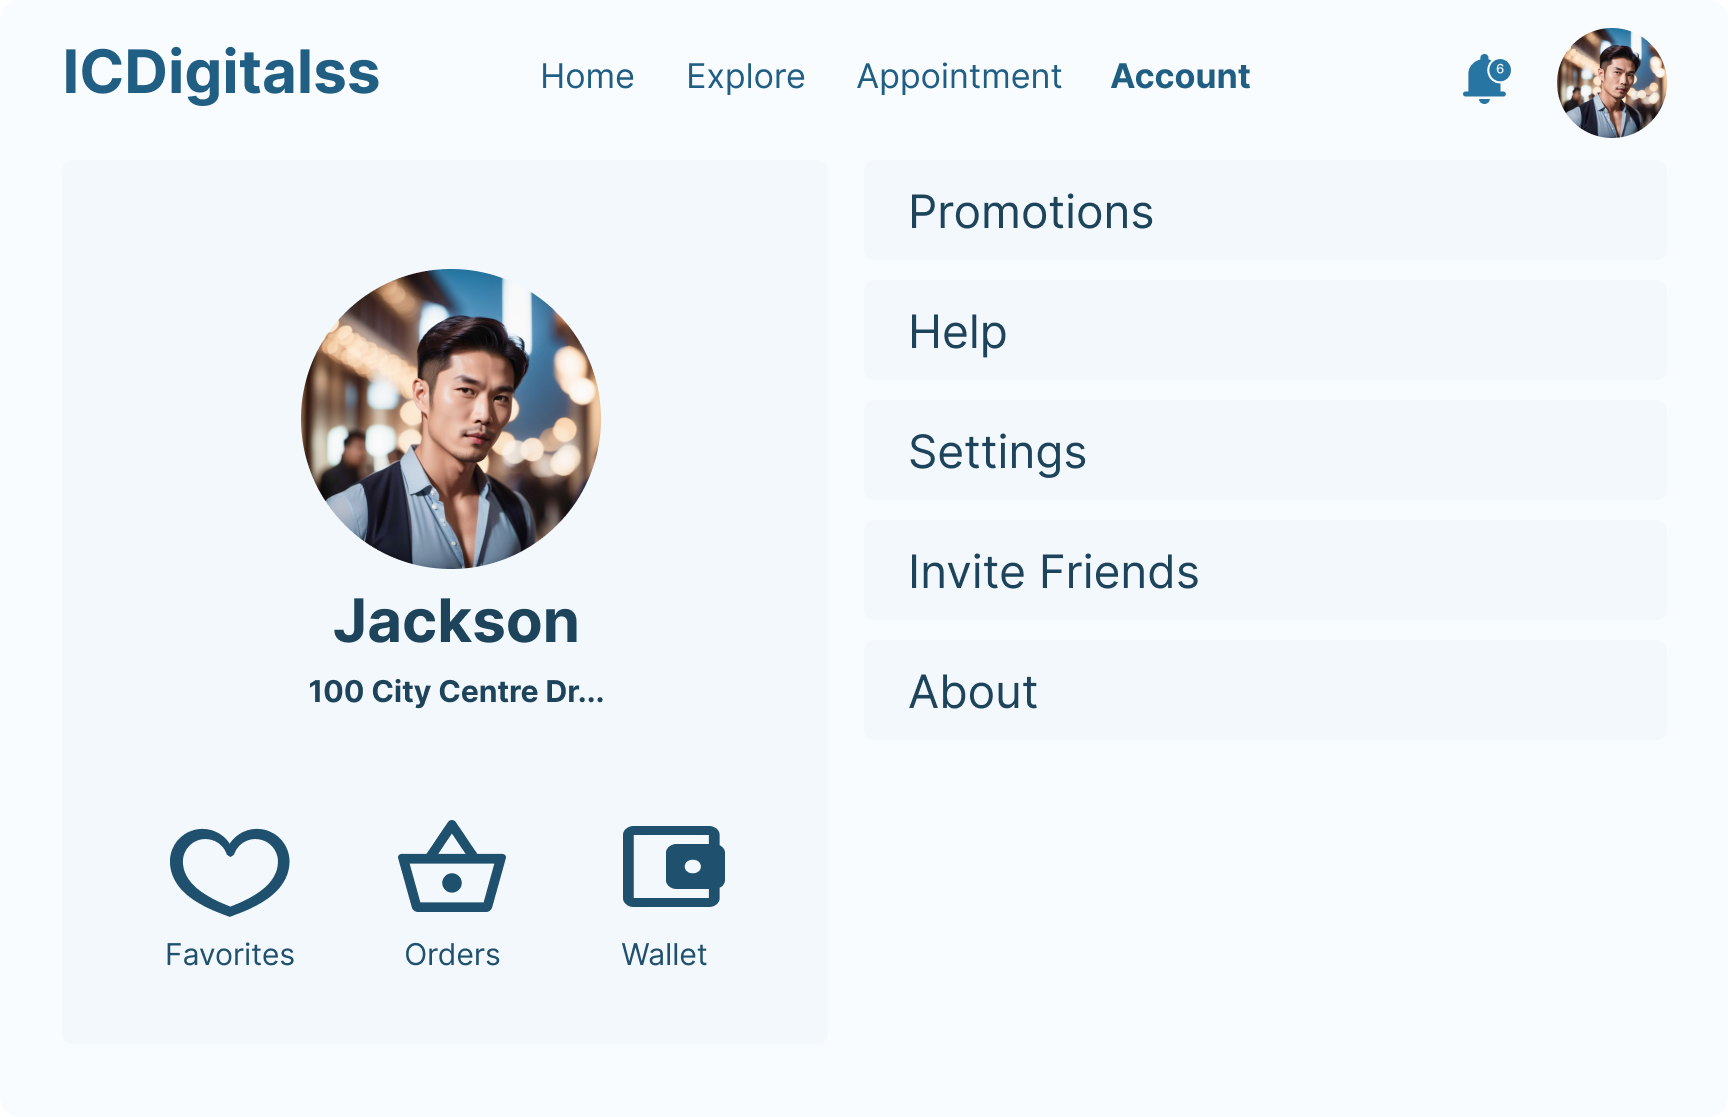 ICDigitalss
Home Explore Appointment Account
6
Jackson
100 City Centre Dr...
Favorites Orders Wallet
Promotions
Help
Settings
Invite Friends
About